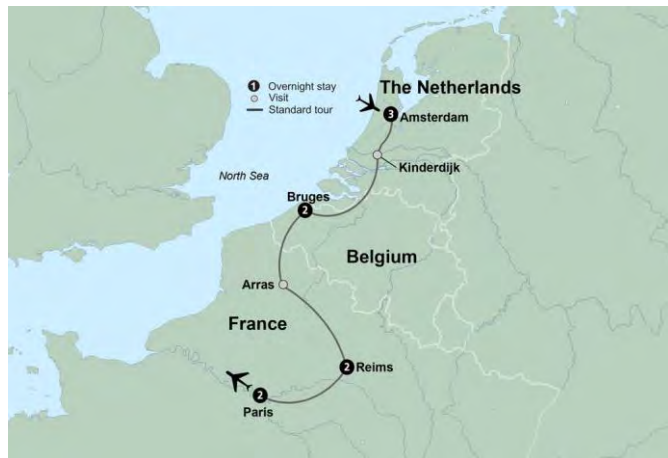 1 Overnight stay
Visit
Standard tour
The Netherlands
3
Amsterdam
Kinderdijk
North Sea
Bruges
2
Belgium
Arras
France
2
Reims
2
Paris